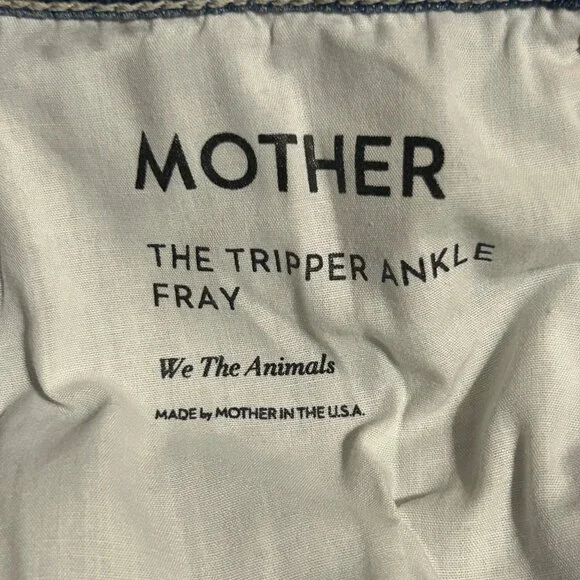 MOTHER
THE TRIPPER ANKLE
FRAY
We The Animals
MADE by MOTHER IN THE U.S.A.